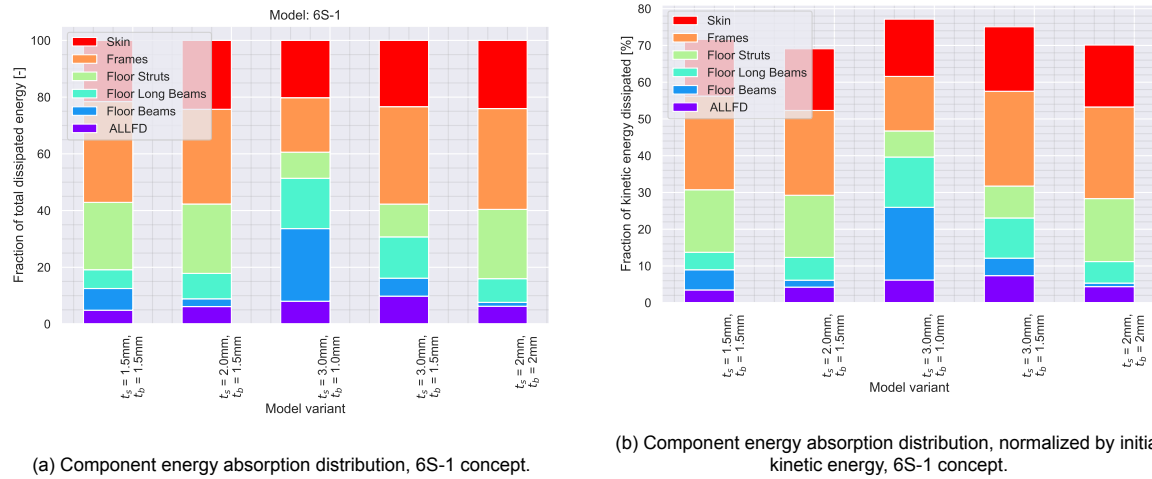 Model: 6S-1
Fraction of total dissipated energy [-]
100
80
60
40
20
0
Skin
Frames
Floor Struts
Floor Long Beams
Floor Beams
ALLFD
t_s = 1.5mm,
t_b = 1.5mm
t_s = 2.0mm,
t_b = 1.5mm
t_s = 3.0mm,
t_b = 1.0mm
t_s = 3.0mm,
t_b = 1.5mm
t_s = 2mm,
t_b = 2mm
Model variant
(a) Component energy absorption distribution, 6S-1 concept.
Fraction of kinetic energy dissipated [%]
80
70
60
50
40
30
20
10
0
Skin
Frames
Floor Struts
Floor Long Beams
Floor Beams
ALLFD
t_s = 1.5mm,
t_b = 1.5mm
t_s = 2.0mm,
t_b = 1.5mm
t_s = 3.0mm,
t_b = 1.0mm
t_s = 3.0mm,
t_b = 1.5mm
t_s = 2mm,
t_b = 2mm
Model variant
(b) Component energy absorption distribution, normalized by initia
kinetic energy, 6S-1 concept.